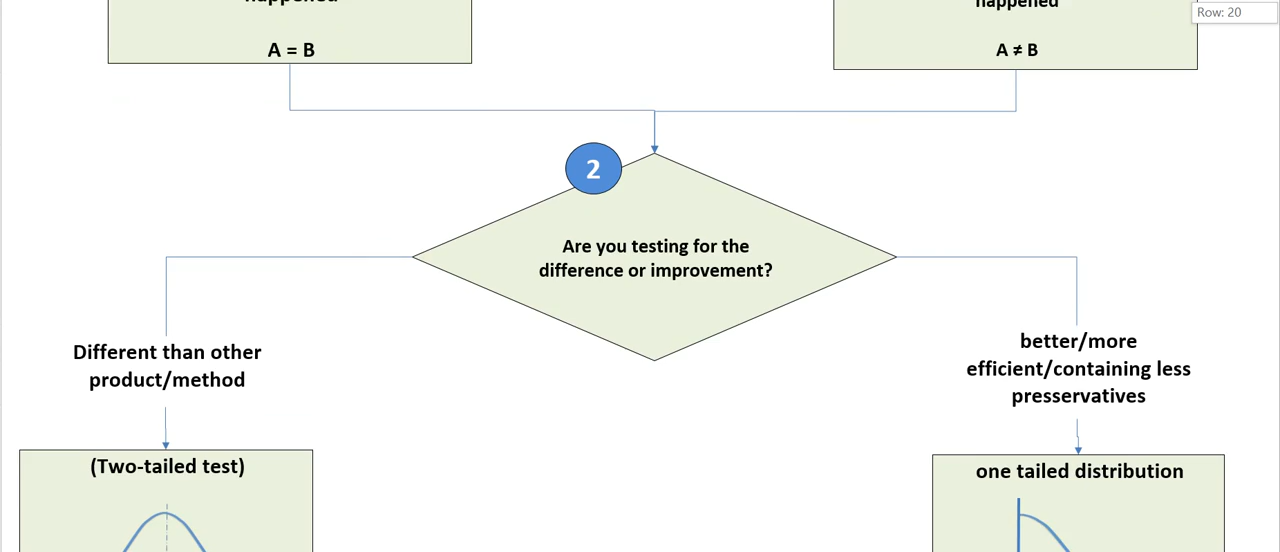 happened
happened
Row: 20
A = B
A ≠ B
2
Are you testing for the
difference or improvement?
Different than other
product/method
better/more
efficient/containing less
presservatives
(Two-tailed test)
one tailed distribution